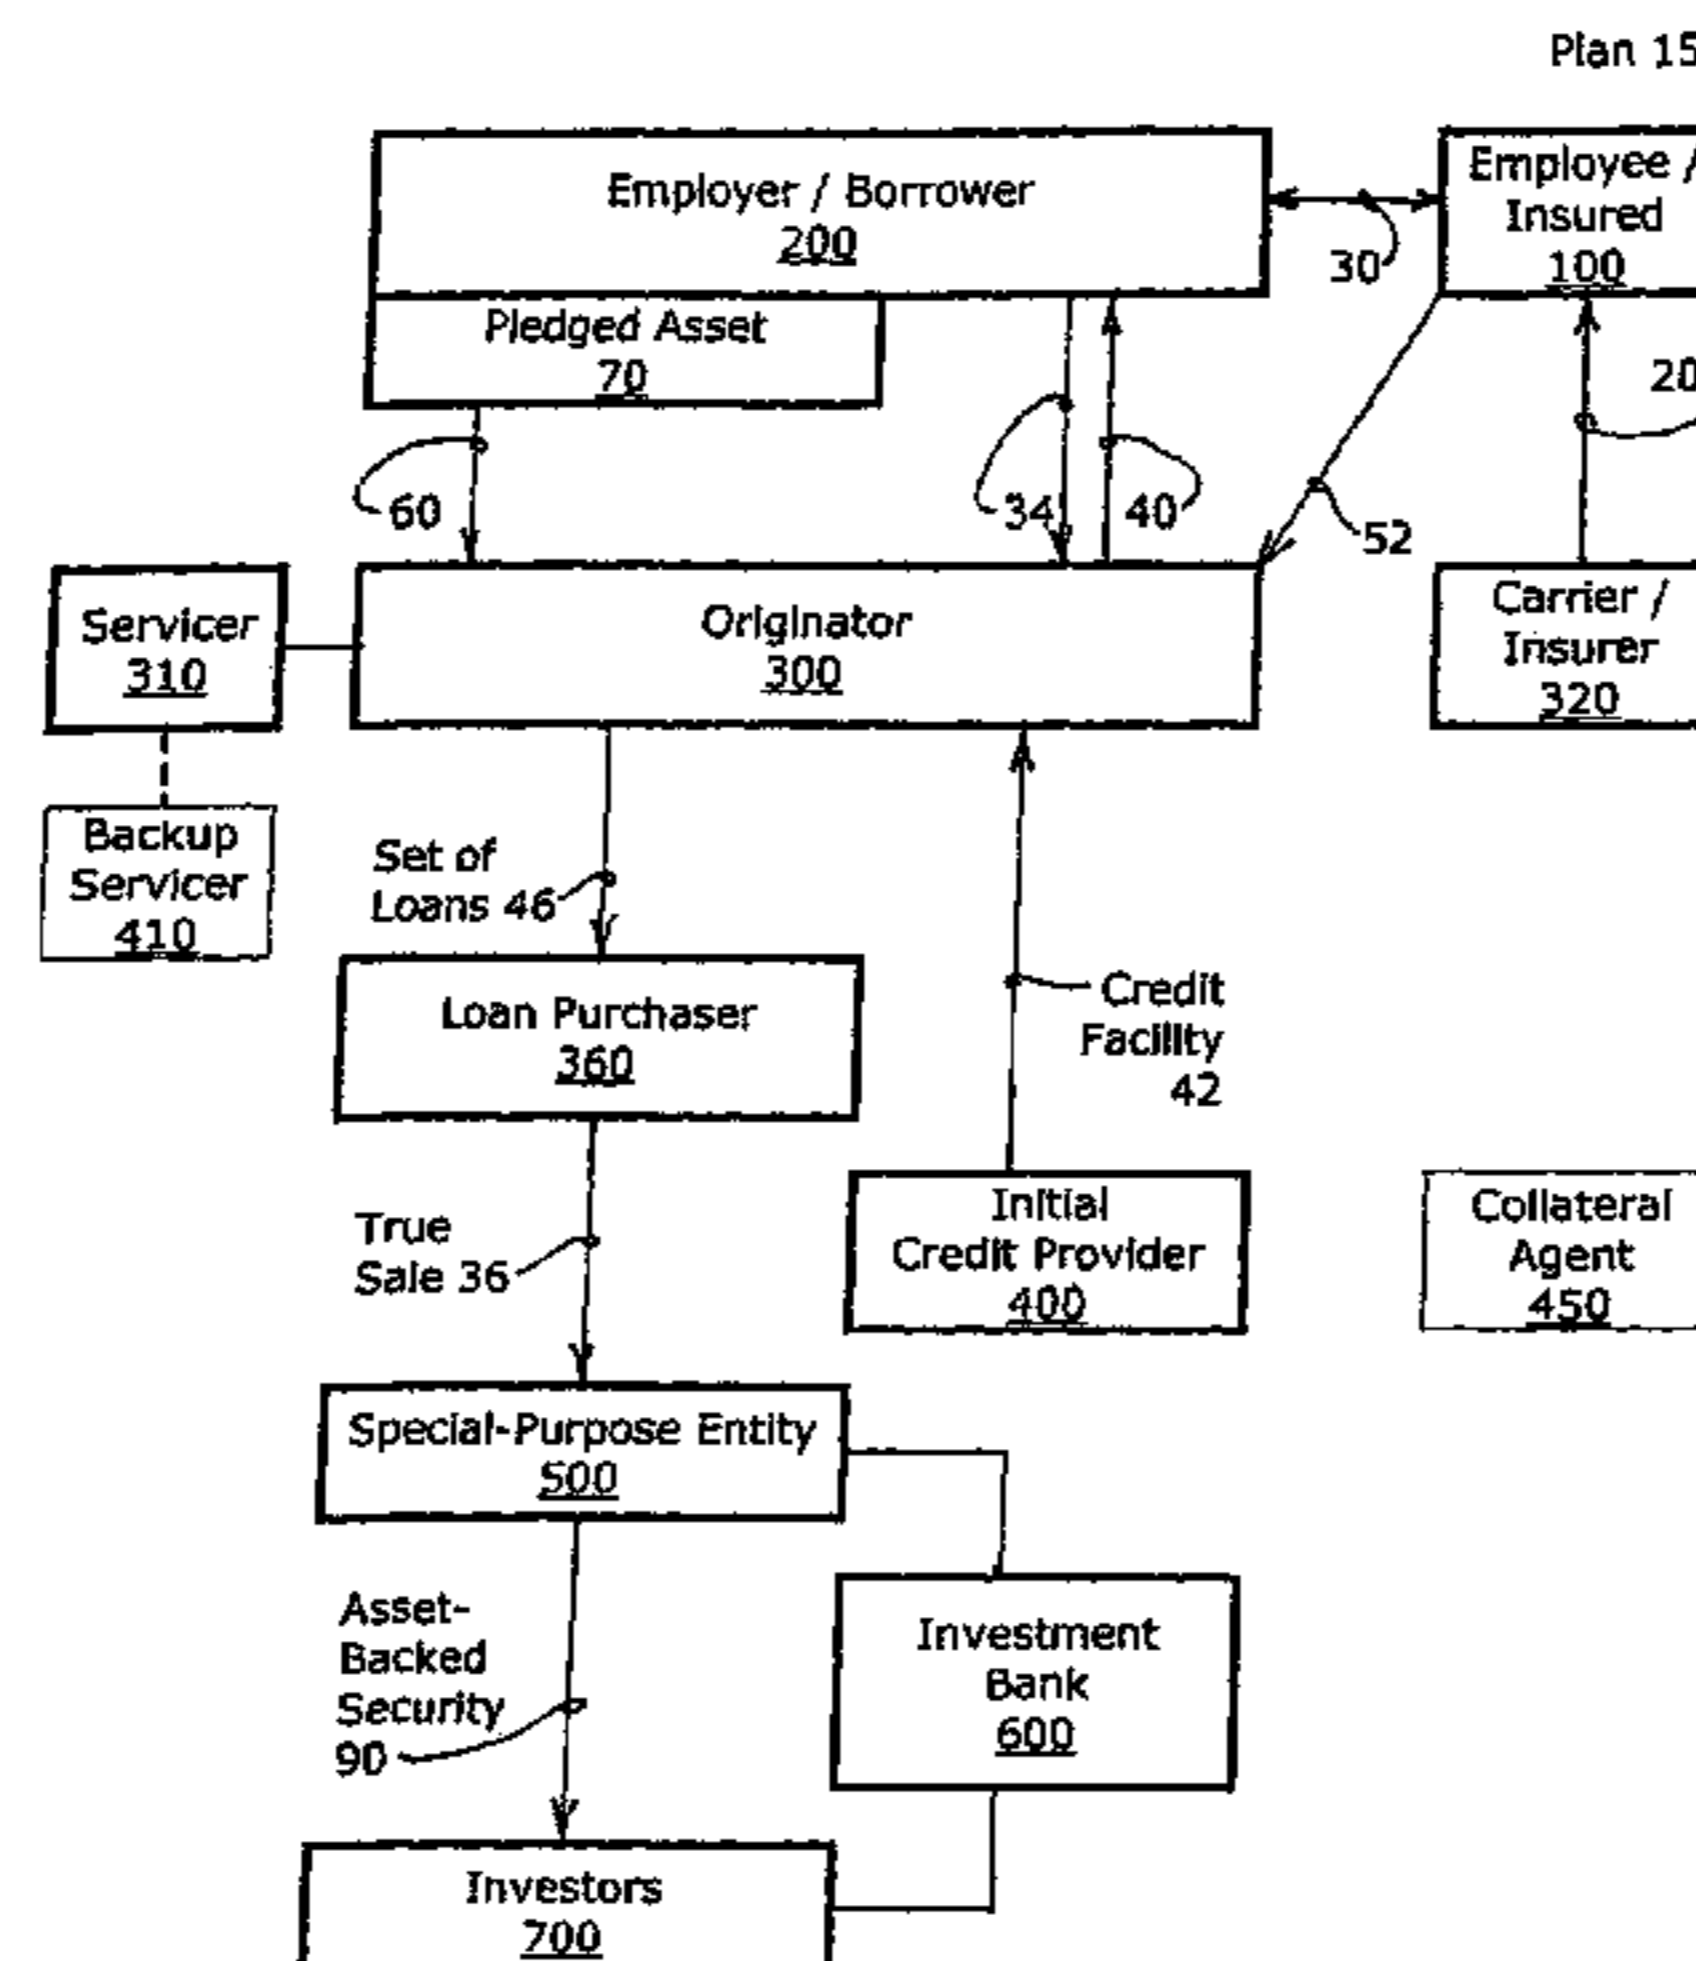 Plan 15
Employer / Borrower
200
Employee /
Insured
100
30
Pledged Asset
70
20
60
34
40
52
Servicer
310
Originator
300
Carrier /
Insurer
320
Backup
Servicer
410
Set of
Loans 46
Loan Purchaser
360
Credit
Facility
42
True
Sale 36
Initial
Credit Provider
400
Collateral
Agent
450
Special-Purpose Entity
500
Asset-
Backed
Security
90
Investment
Bank
600
Investors
700